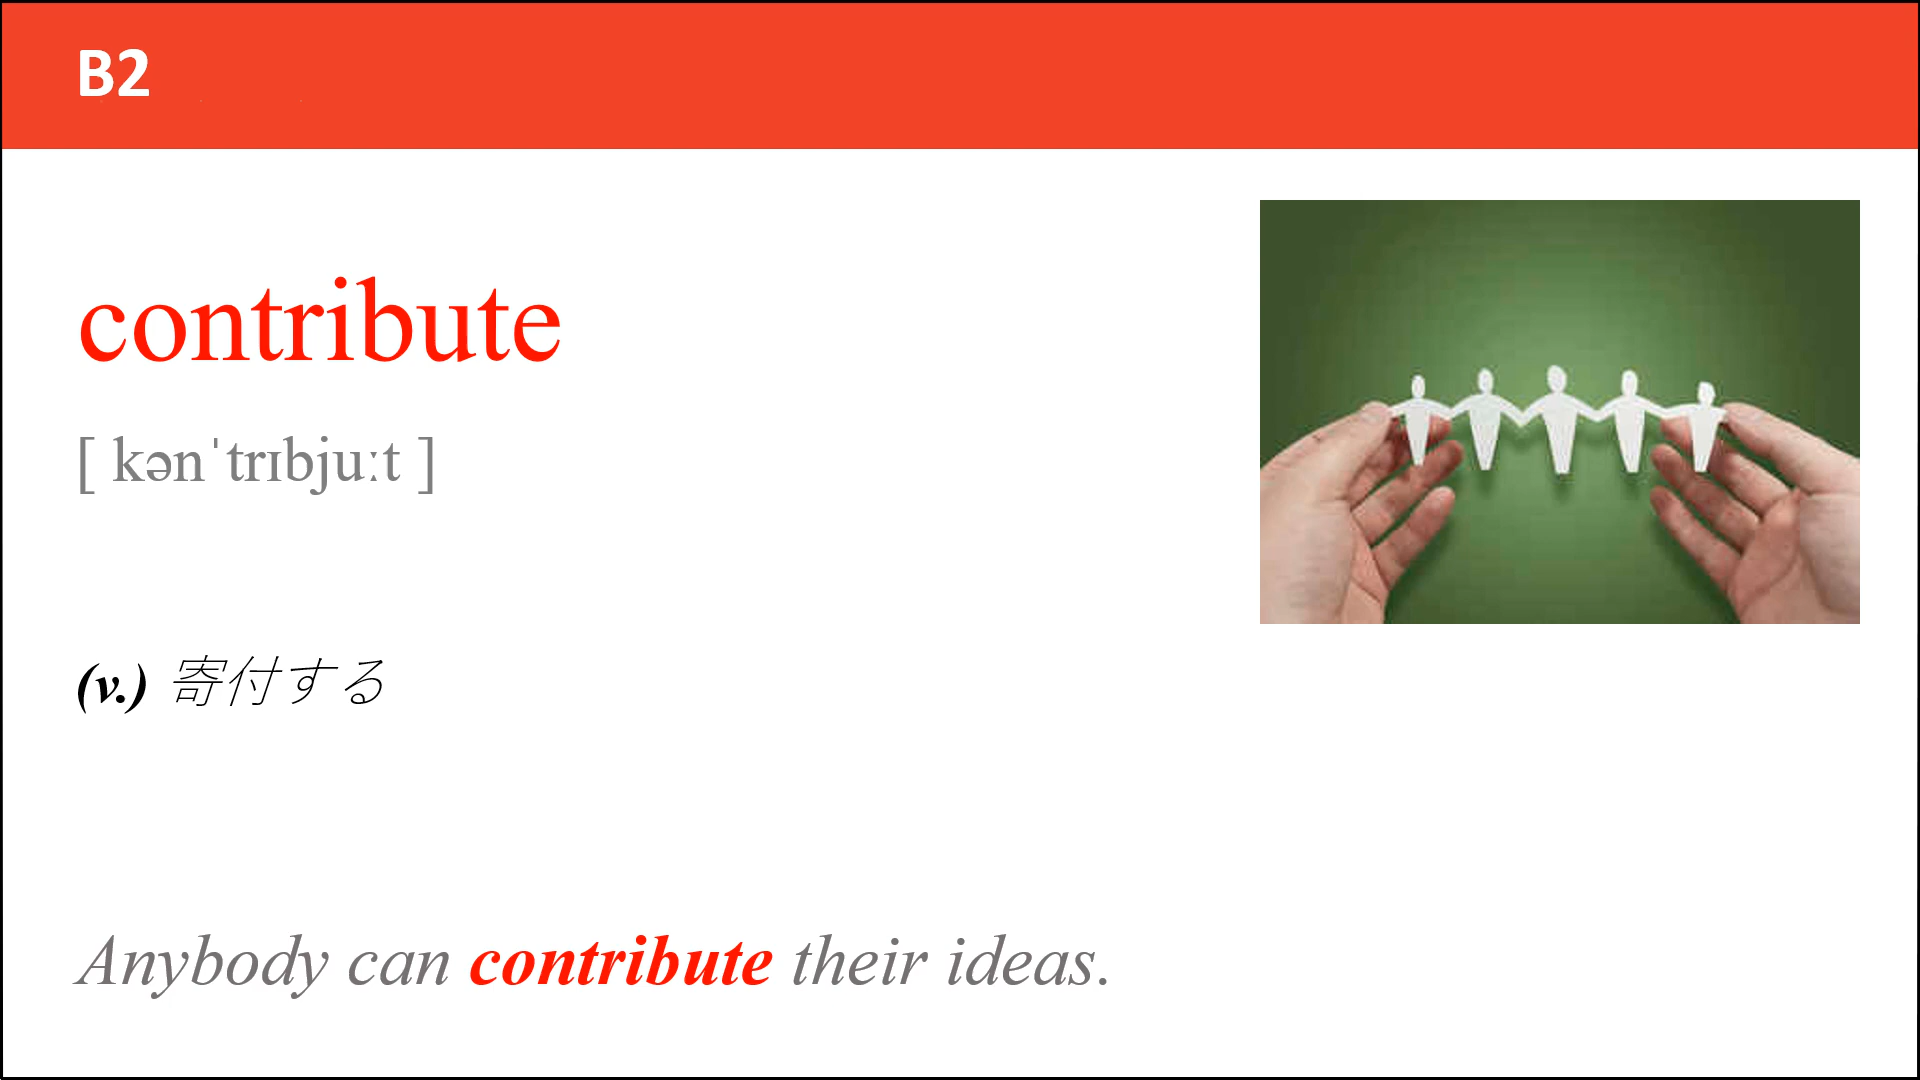 B2
contribute
[ kənˈtrɪbjuːt ]
(v.) 寄付する
Anybody can contribute their ideas.